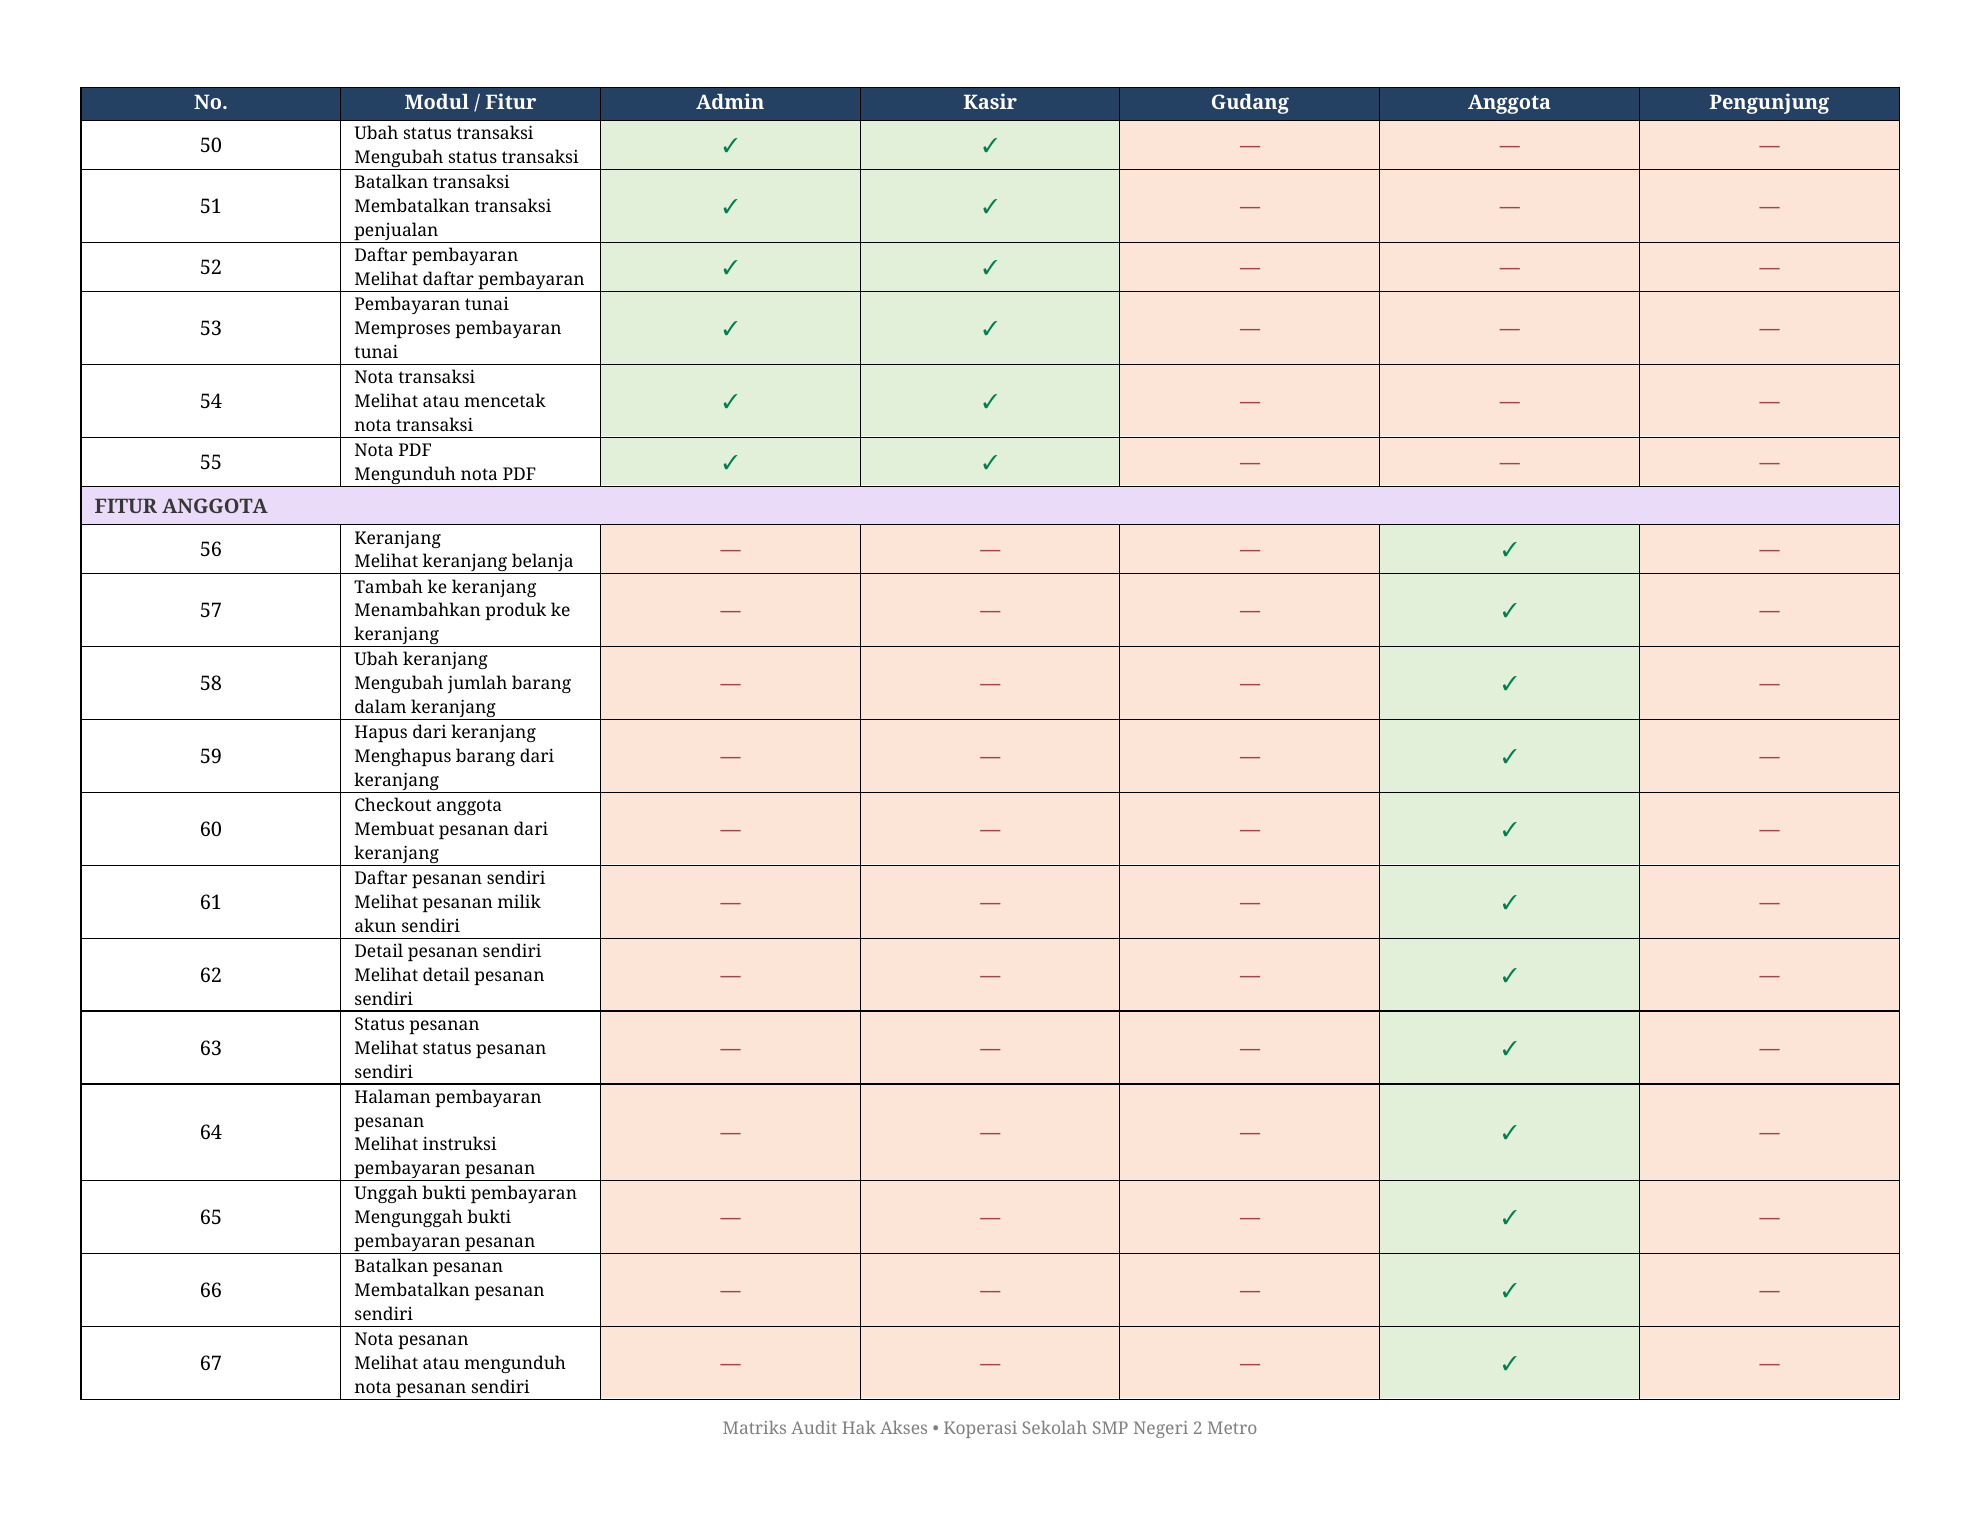 No. Modul / Fitur Admin Kasir Gudang Anggota Pengunjung
50 Ubah status transaksi ✓ ✓ — — —
Mengubah status transaksi
51 Batalkan transaksi ✓ ✓ — — —
Membatalkan transaksi
penjualan
52 Daftar pembayaran ✓ ✓ — — —
Melihat daftar pembayaran
53 Pembayaran tunai ✓ ✓ — — —
Memproses pembayaran
tunai
54 Nota transaksi ✓ ✓ — — —
Melihat atau mencetak
nota transaksi
55 Nota PDF ✓ ✓ — — —
Mengunduh nota PDF
FITUR ANGGOTA
56 Keranjang — — — ✓ —
Melihat keranjang belanja
57 Tambah ke keranjang — — — ✓ —
Menambahkan produk ke
keranjang
58 Ubah keranjang — — — ✓ —
Mengubah jumlah barang
dalam keranjang
59 Hapus dari keranjang — — — ✓ —
Menghapus barang dari
keranjang
60 Checkout anggota — — — ✓ —
Membuat pesanan dari
keranjang
61 Daftar pesanan sendiri — — — ✓ —
Melihat pesanan milik
akun sendiri
62 Detail pesanan sendiri — — — ✓ —
Melihat detail pesanan
sendiri
63 Status pesanan — — — ✓ —
Melihat status pesanan
sendiri
64 Halaman pembayaran — — — ✓ —
pesanan
Melihat instruksi
pembayaran pesanan
65 Unggah bukti pembayaran — — — ✓ —
Mengunggah bukti
pembayaran pesanan
66 Batalkan pesanan — — — ✓ —
Membatalkan pesanan
sendiri
67 Nota pesanan — — — ✓ —
Melihat atau mengunduh
nota pesanan sendiri
Matriks Audit Hak Akses • Koperasi Sekolah SMP Negeri 2 Metro